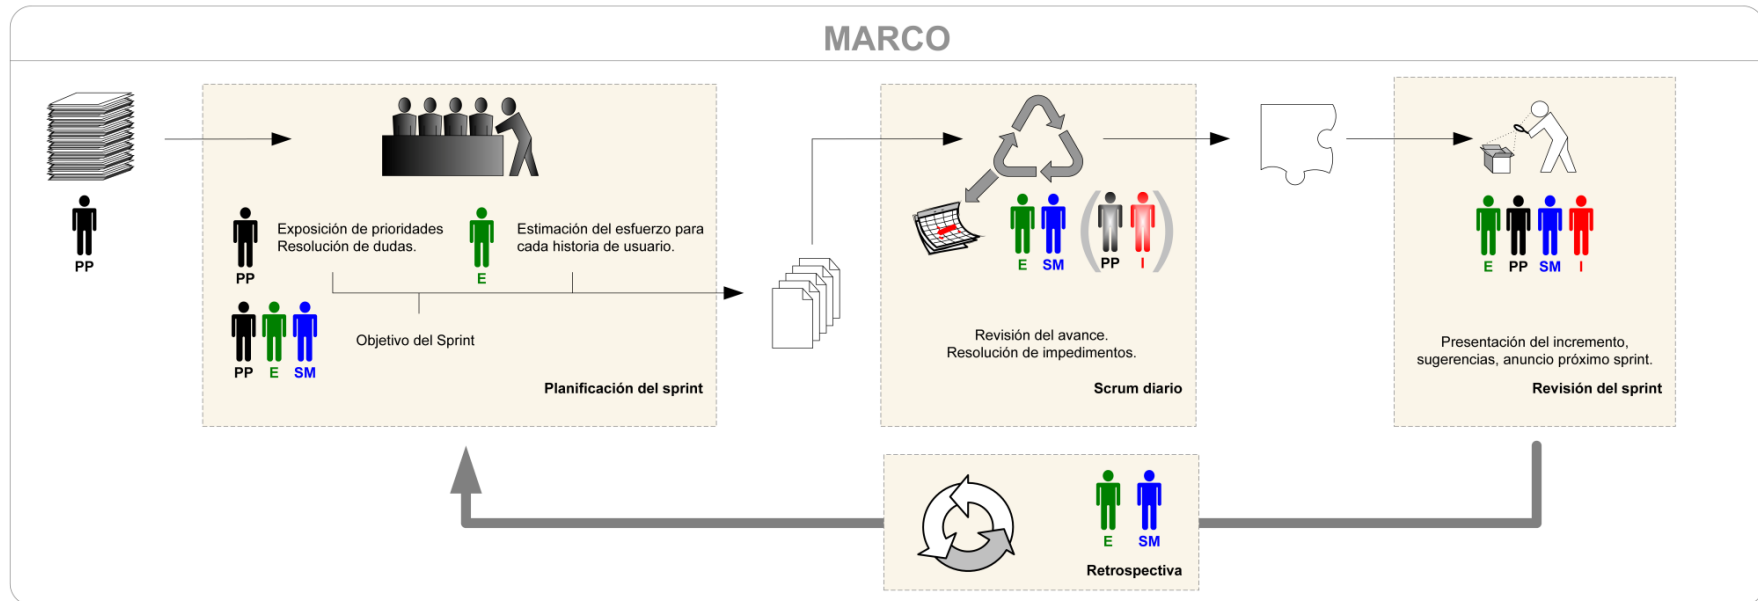 MARCO
PP
PP
Exposición de prioridades
Resolución de dudas.
E
Estimación del esfuerzo para
cada historia de usuario.
PP E SM
Objetivo del Sprint
Planificación del sprint
E SM PP I
Revisión del avance.
Resolución de impedimentos.
Scrum diario
E PP SM I
Presentación del incremento,
sugerencias, anuncio próximo sprint.
Revisión del sprint
E SM
Retrospectiva